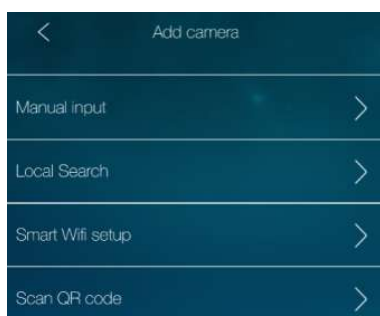 Add camera
Manual input
Local Search
Smart Wifi setup
Scan QR code